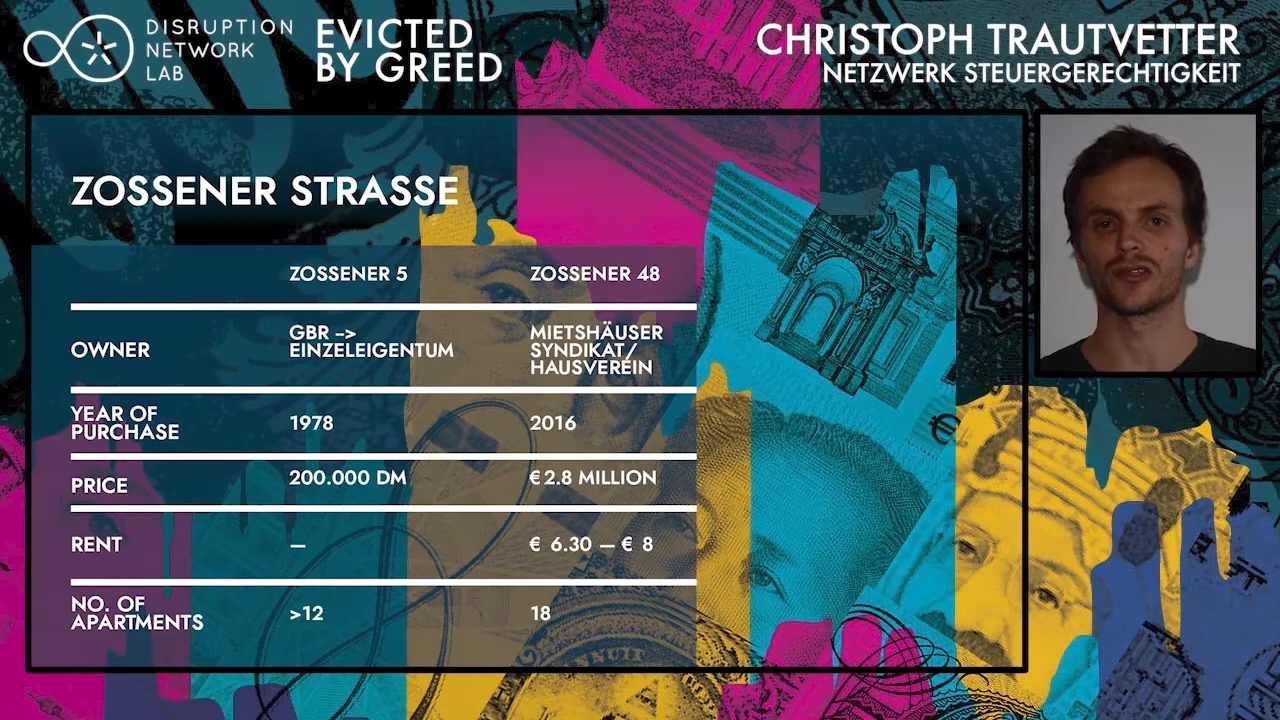 DISRUPTION
NETWORK
LAB
EVICTED
BY GREED
CHRISTOPH TRAUTVETTER
NETZWERK STEUERGERECHTIGKEIT
ZOSSENER STRASSE
ZOSSENER 5 ZOSSENER 48
OWNER
GBR –>
EINZELEIGENTUM
MIETSHÄUSER
SYNDIKAT/
HAUSVEREIN
YEAR OF
PURCHASE
1978 2016
PRICE 200.000 DM € 2.8 MILLION
RENT — € 6.30 — € 8
NO. OF
APARTMENTS
>12 18
€
ANNUIT